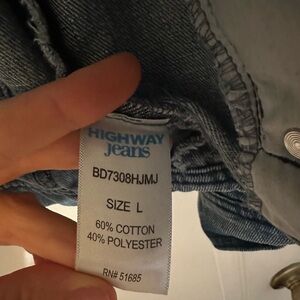 HIGHWAY
jeans
BD7308HJMJ
SIZE L
60% COTTON
40% POLYESTER
RN# 51685